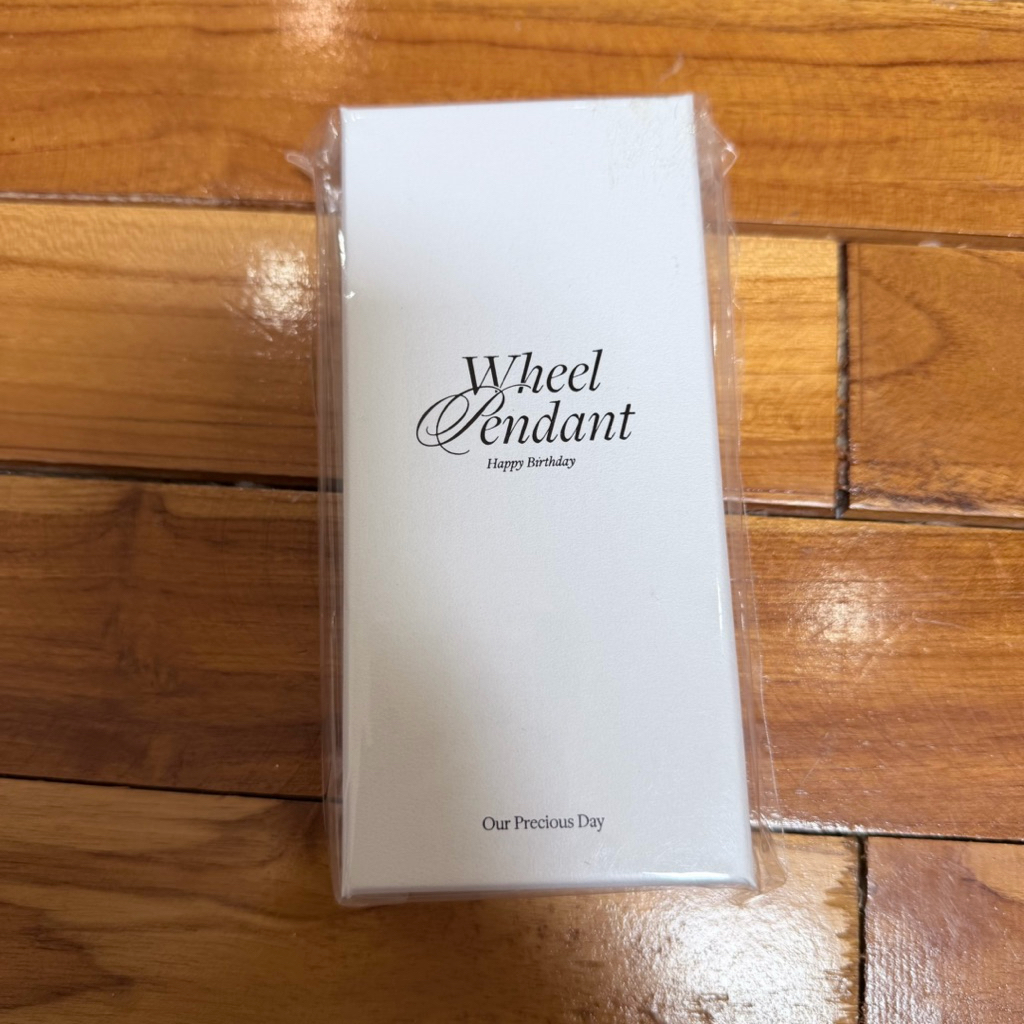 Wheel
Pendant
Happy Birthday
Our Precious Day